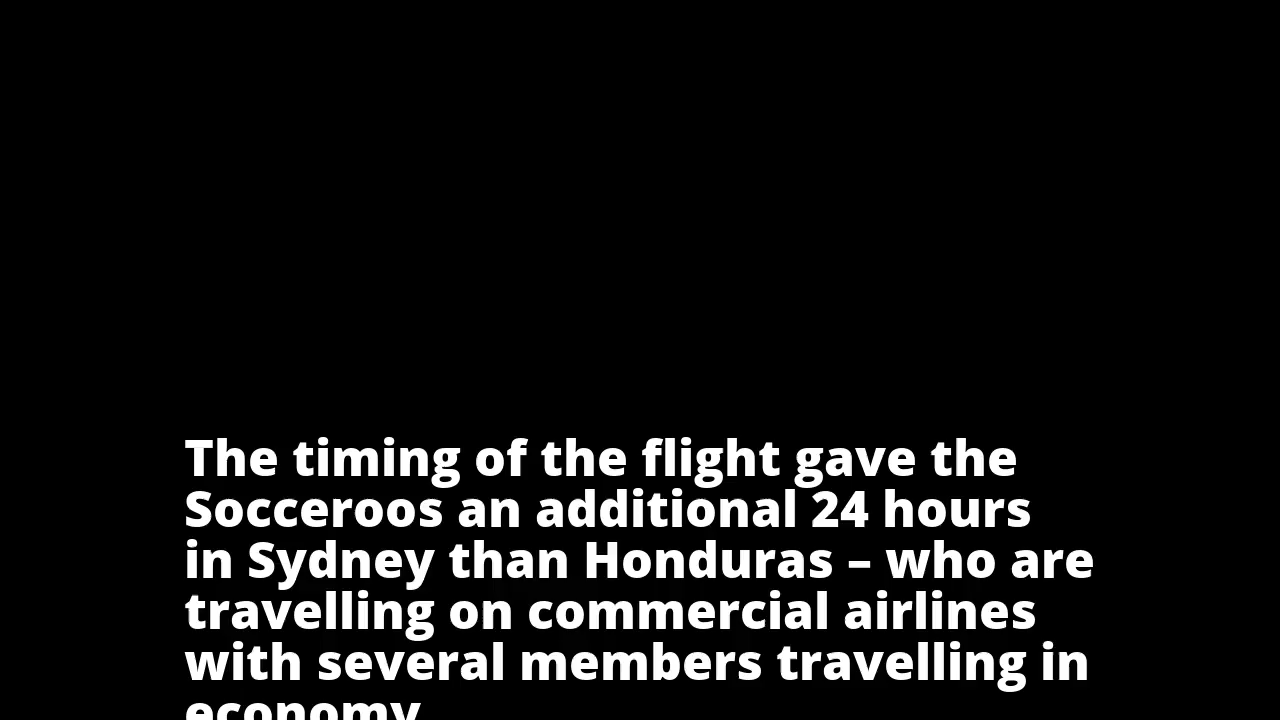 The timing of the flight gave the
Socceroos an additional 24 hours
in Sydney than Honduras – who are
travelling on commercial airlines
with several members travelling in
economy